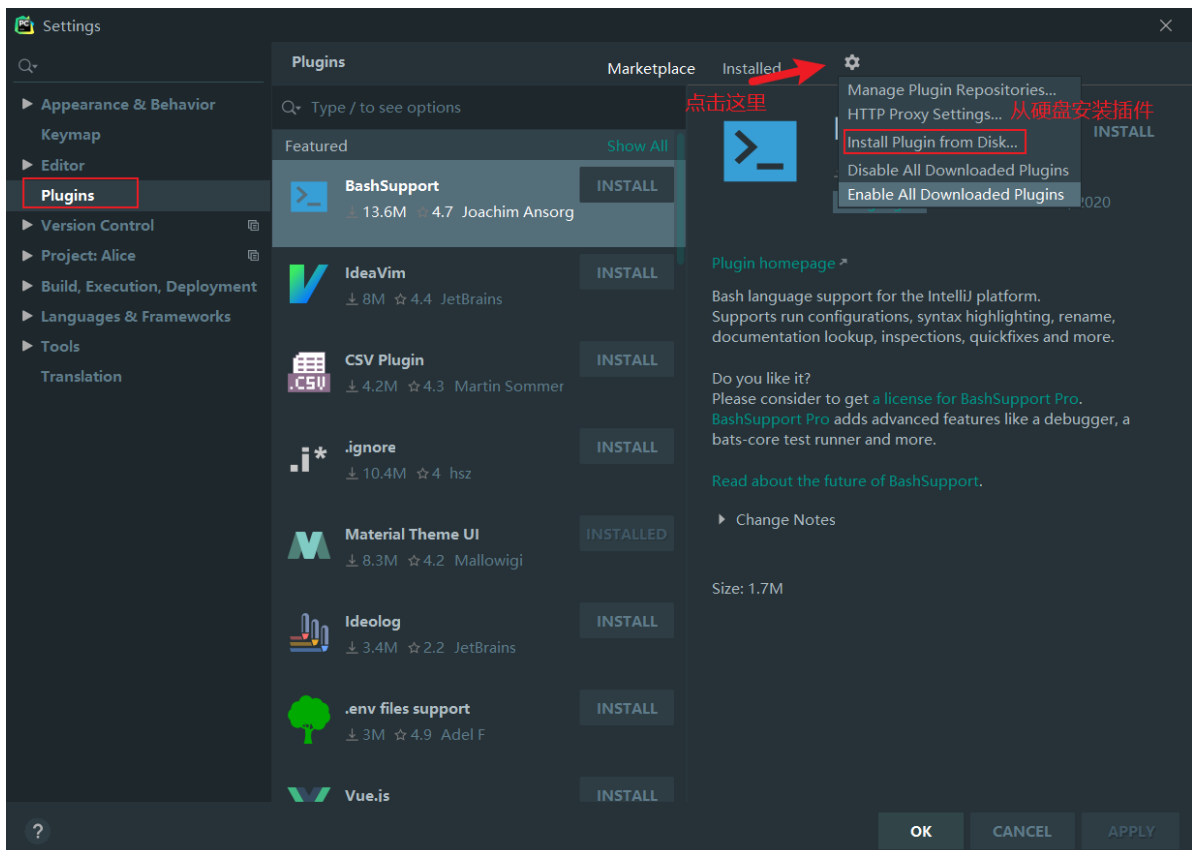 PC
Settings
Appearance & Behavior
Keymap
Editor
Plugins
Version Control
Project: Alice
Build, Execution, Deployment
Languages & Frameworks
Tools
Translation
Plugins
Marketplace
Installed
点击这里
Type / to see options
Featured
Show All
BashSupport
INSTALL
13.6M 4.7 Joachim Ansorg
IdeaVim
INSTALL
8M 4.4 JetBrains
.CSV
CSV Plugin
INSTALL
4.2M 4.3 Martin Sommer
.i*
.ignore
INSTALL
10.4M 4 hsz
Material Theme UI
INSTALLED
8.3M 4.2 Mallowigi
Ideolog
INSTALL
3.4M 2.2 JetBrains
.env files support
INSTALL
3M 4.9 Adel F
Vue.js
INSTALL
Manage Plugin Repositories...
HTTP Proxy Settings...
从硬盘安装插件
Install Plugin from Disk...
Disable All Downloaded Plugins
Enable All Downloaded Plugins
INSTALL
2020
>_
Plugin homepage
Bash language support for the IntelliJ platform.
Supports run configurations, syntax highlighting, rename,
documentation lookup, inspections, quickfixes and more.
Do you like it?
Please consider to get a license for BashSupport Pro.
BashSupport Pro adds advanced features like a debugger, a
bats-core test runner and more.
Read about the future of BashSupport.
Change Notes
Size: 1.7M
?
OK
CANCEL
APPLY